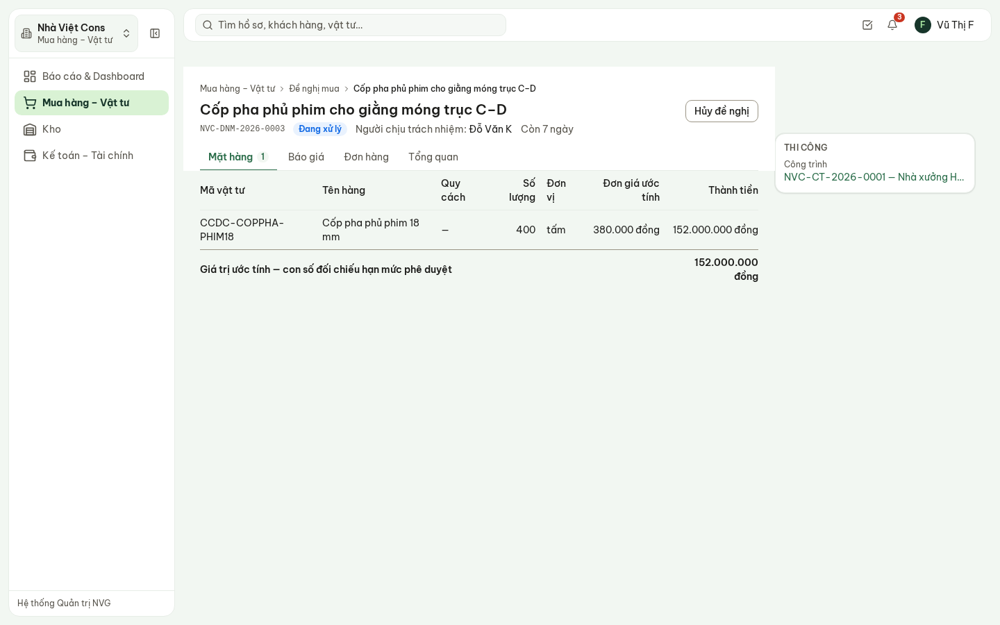 Nhà Việt Cons
Mua hàng – Vật tư
Báo cáo & Dashboard
Mua hàng – Vật tư
Kho
Kế toán – Tài chính
Hệ thống Quản trị NVG
Tìm hồ sơ, khách hàng, vật tư...
3
F
Vũ Thị F
Mua hàng – Vật tư > Đề nghị mua > Cốp pha phủ phim cho giằng móng trục C–D
Cốp pha phủ phim cho giằng móng trục C–D
Hủy đề nghị
NVC-DNM-2026-0003 Đang xử lý Người chịu trách nhiệm: Đỗ Văn K Còn 7 ngày
Mặt hàng 1 Báo giá Đơn hàng Tổng quan
Mã vật tư Tên hàng Quy cách Số lượng Đơn vị Đơn giá ước tính Thành tiền
CCDC-COPPHA-PHIM18 Cốp pha phủ phim 18 mm — 400 tấm 380.000 đồng 152.000.000 đồng
Giá trị ước tính — con số đối chiếu hạn mức phê duyệt 152.000.000 đồng
THI CÔNG
Công trình
NVC-CT-2026-0001 — Nhà xưởng H...